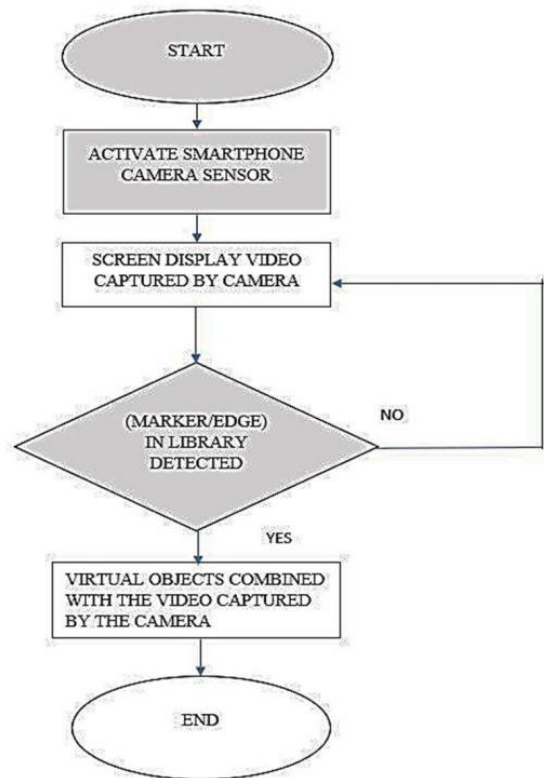 START
ACTIVATE SMARTPHONE
CAMERA SENSOR
SCREEN DISPLAY VIDEO
CAPTURED BY CAMERA
(MARKER/EDGE)
IN LIBRARY
DETECTED
NO
YES
VIRTUAL OBJECTS COMBINED
WITH THE VIDEO CAPTURED
BY THE CAMERA
END